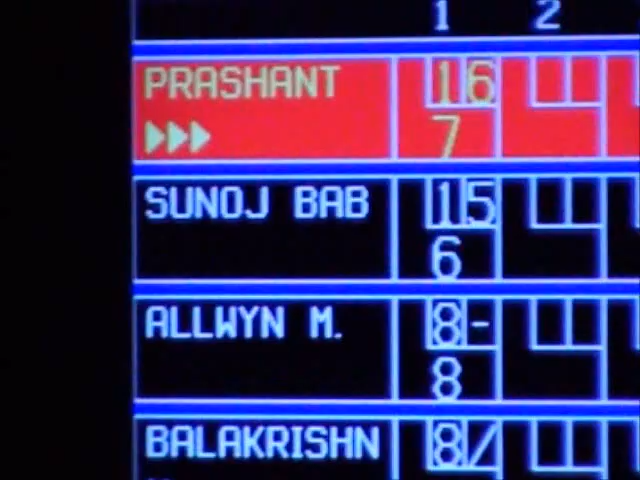 1 2
PRASHANT 1 6
7
SUNOJ BAB 1 5
6
ALLWYN M. 8 -
8
BALAKRISHN 8 /